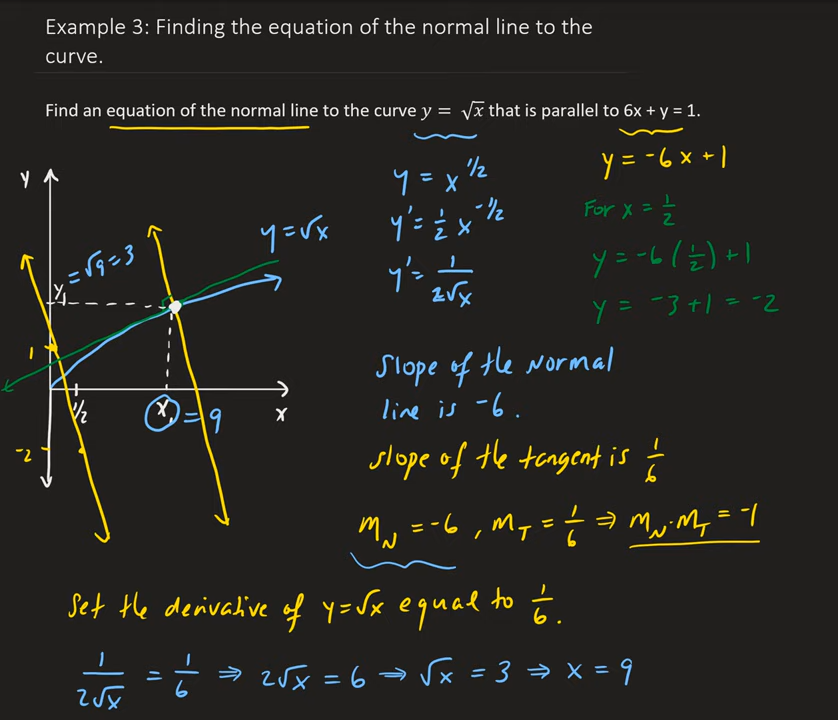 Example 3: Finding the equation of the normal line to the
curve.
Find an equation of the normal line to the curve y = √x that is parallel to 6x + y = 1.
y = x^1/2
y' = 1/2 x^-1/2
y' = 1/(2√x)
y = -6x + 1
For x = 1/2
y = -6(1/2) + 1
y = -3 + 1 = -2
y
y₁ = √9 = 3
y = √x
1
1/2
x₁ = 9
x
-2
Slope of the Normal
line is -6.
slope of the tangent is 1/6
m_N = -6, m_T = 1/6 ⇒ m_N · m_T = -1
Set the derivative of y = √x equal to 1/6.
1/(2√x) = 1/6 ⇒ 2√x = 6 ⇒ √x = 3 ⇒ x = 9